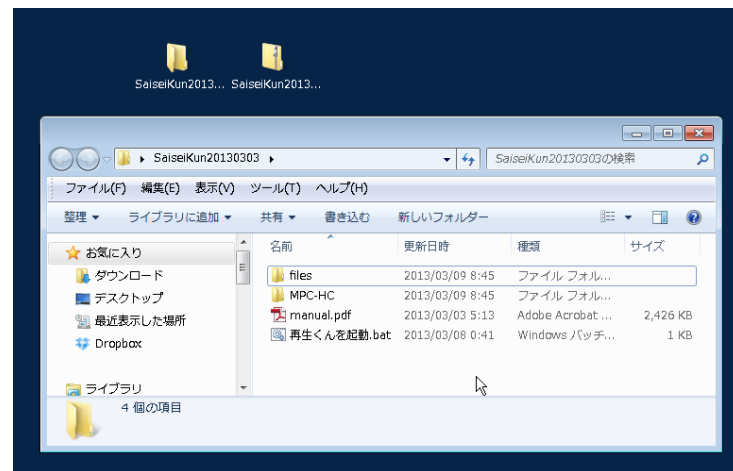 SaiseiKun2013... SaiseiKun2013...
SaiseiKun20130303
SaiseiKun20130303の検索
ファイル(F) 編集(E) 表示(V) ツール(T) ヘルプ(H)
整理 ライブラリに追加 共有 書き込む 新しいフォルダー
お気に入り
ダウンロード
デスクトップ
最近表示した場所
Dropbox
ライブラリ
名前 更新日時 種類 サイズ
files 2013/03/09 8:45 ファイル フォル...
MPC-HC 2013/03/09 8:45 ファイル フォル...
manual.pdf 2013/03/03 5:13 Adobe Acrobat ... 2,426 KB
再生くんを起動.bat 2013/03/08 0:41 Windows バッチ... 1 KB
4 個の項目